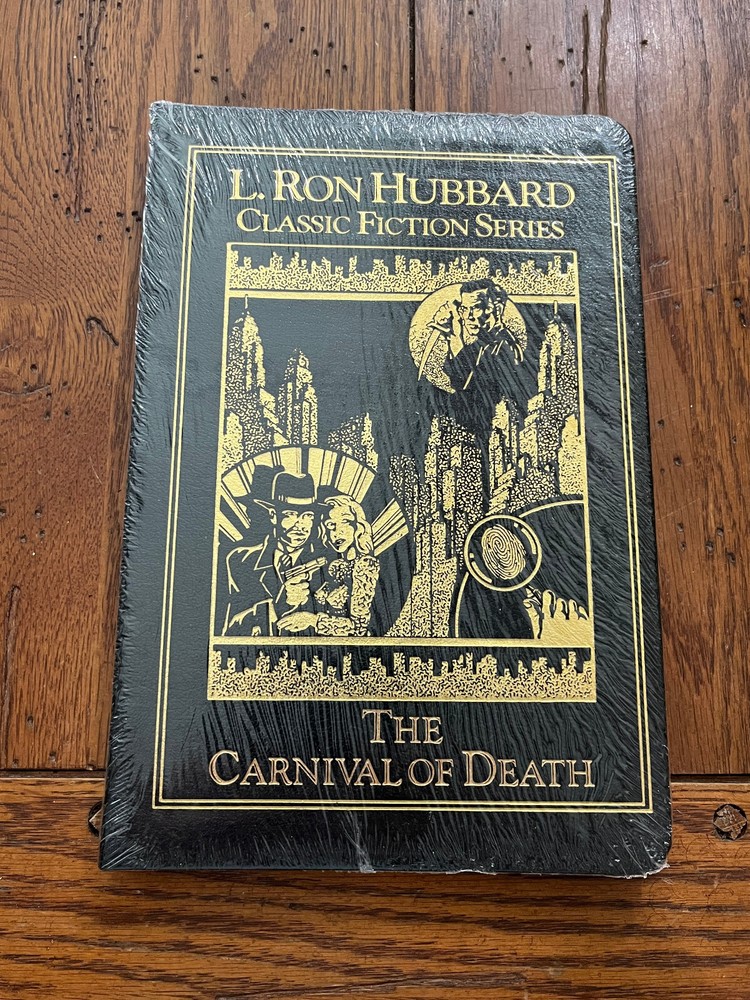 L. RON HUBBARD
CLASSIC FICTION SERIES
THE
CARNIVAL OF DEATH